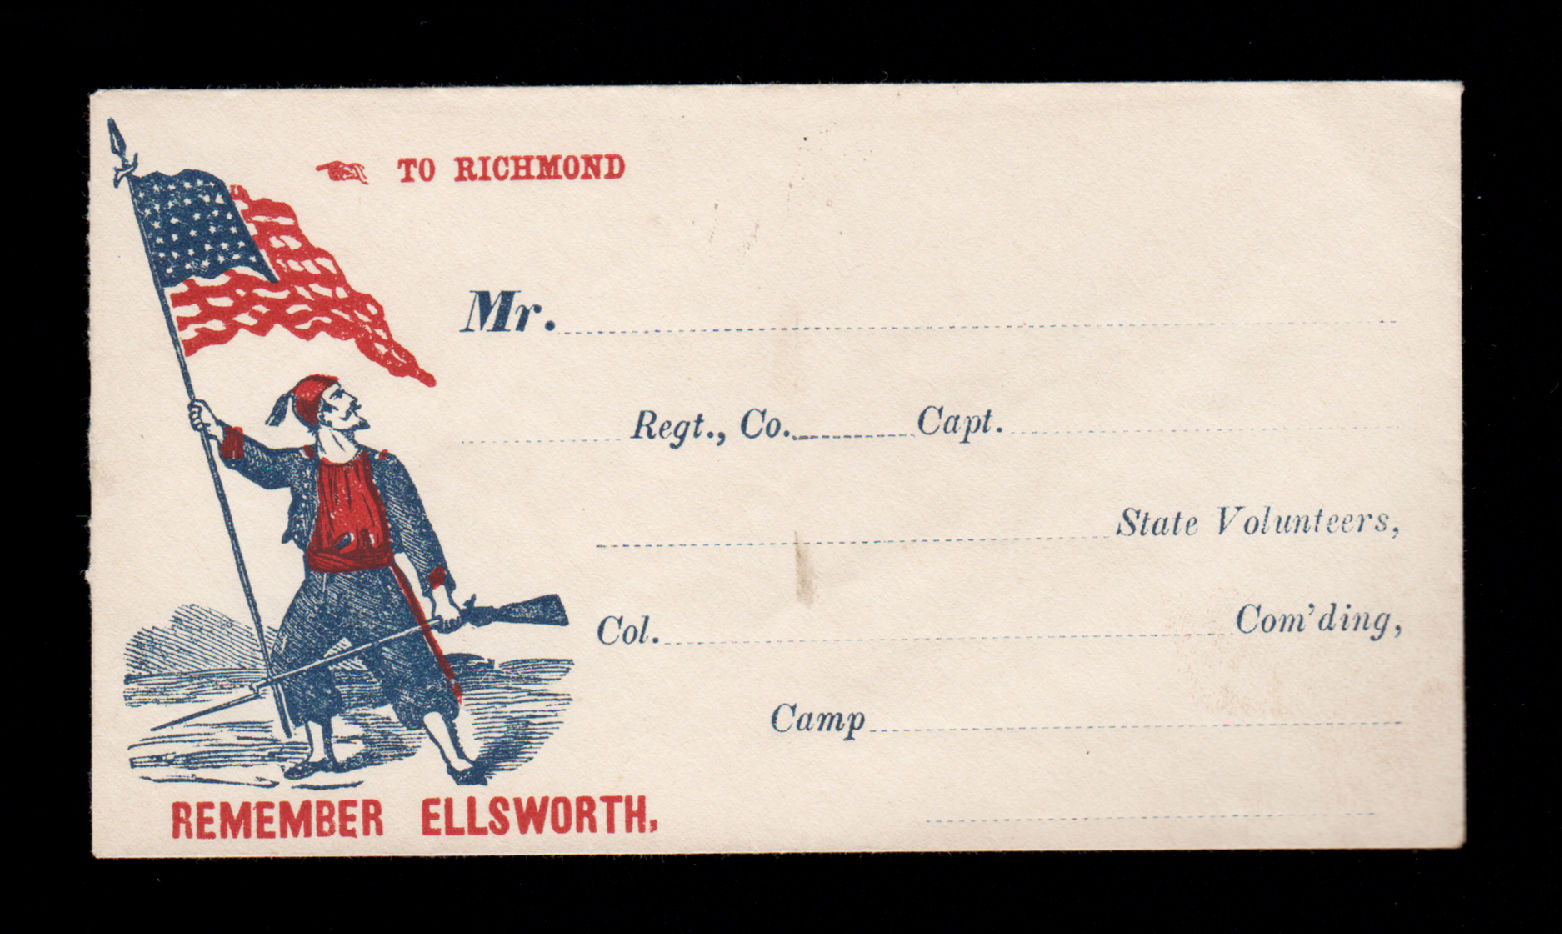 TO RICHMOND
Mr.
Regt., Co. Capt.
State Volunteers,
Col. Com'ding,
Camp
REMEMBER ELLSWORTH,